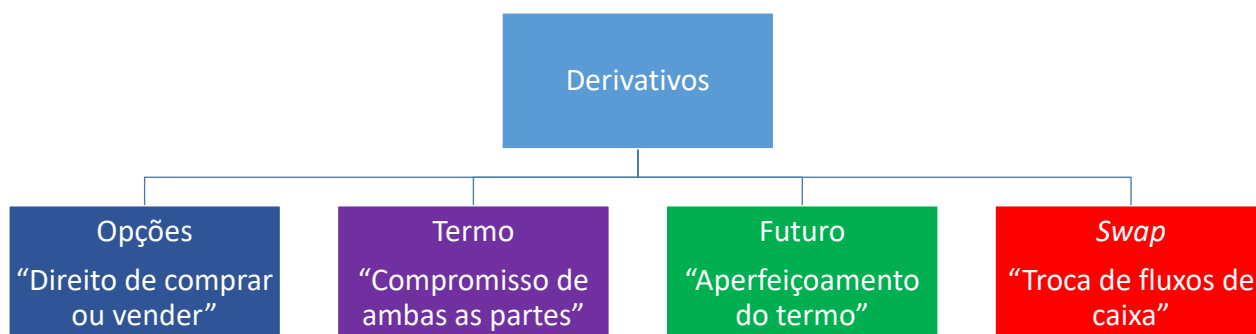 Derivativos
Opções
“Direito de comprar
ou vender”
Termo
“Compromisso de
ambas as partes”
Futuro
“Aperfeiçoamento
do termo”
Swap
“Troca de fluxos de
caixa”